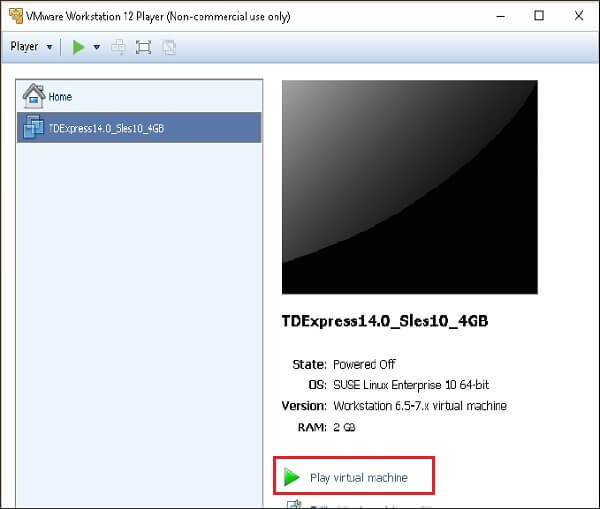 VMware Workstation 12 Player (Non-commercial use only)
Player
Home
TDExpress14.0_Sles10_4GB
TDExpress14.0_Sles10_4GB
State: Powered Off
OS: SUSE Linux Enterprise 10 64-bit
Version: Workstation 6.5-7.x virtual machine
RAM: 2 GB
Play virtual machine